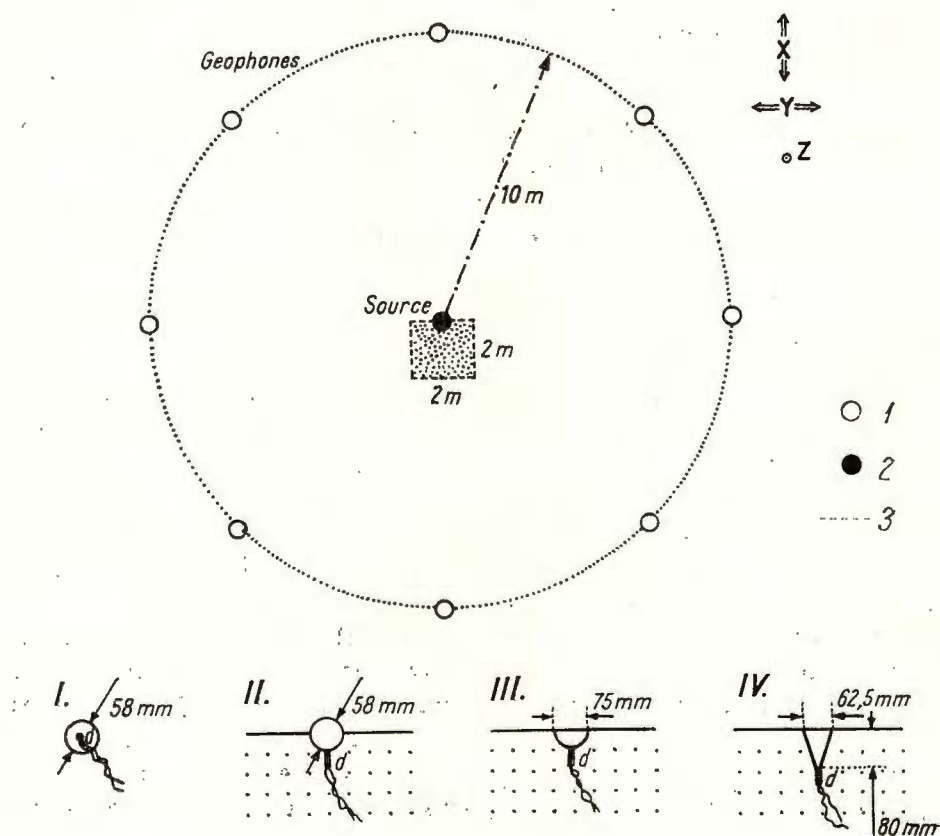 Geophones
X
Y
Z
10 m
Source
2 m
2 m
1
2
3
I.
58 mm
d
II.
58 mm
d
III.
75 mm
d
IV.
62,5 mm
d
80 mm